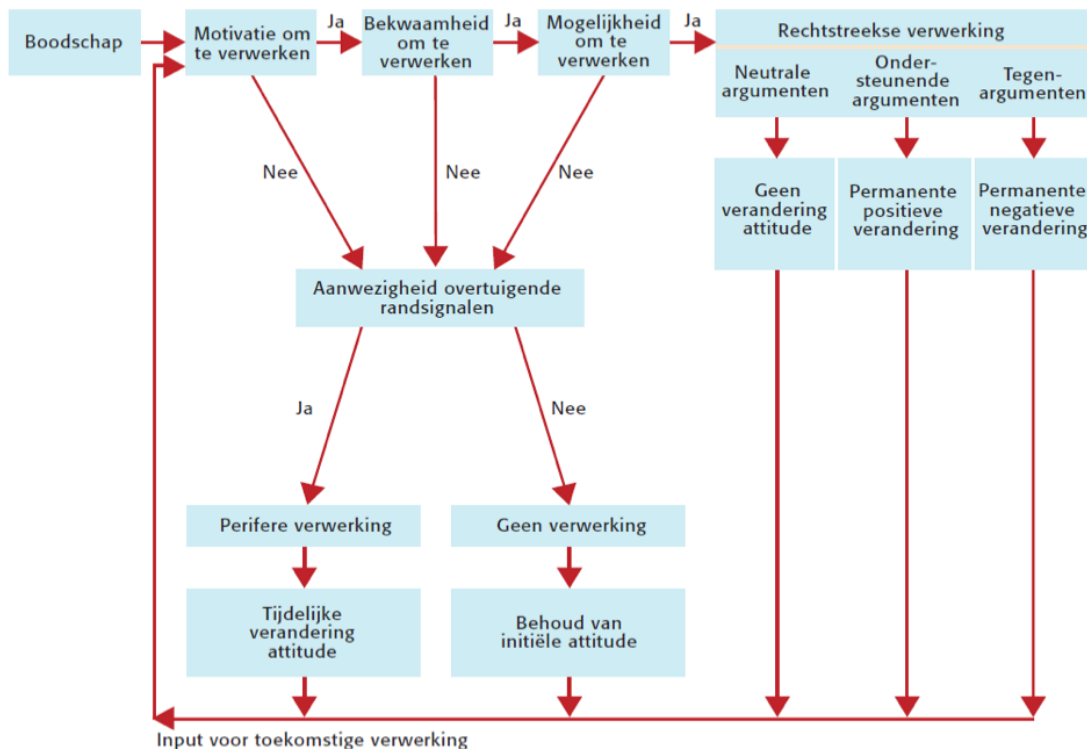 Boodschap
Motivatie om
te verwerken
Ja
Bekwaamheid
om te
verwerken
Ja
Mogelijkheid
om te
verwerken
Ja
Rechtstreekse verwerking
Neutrale
argumenten
Onder-
steunende
argumenten
Tegen-
argumenten
Nee
Nee
Nee
Geen
verandering
attitude
Permanente
positieve
verandering
Permanente
negatieve
verandering
Aanwezigheid overtuigende
randsignalen
Ja
Nee
Perifere verwerking
Geen verwerking
Tijdelijke
verandering
attitude
Behoud van
initiële attitude
Input voor toekomstige verwerking